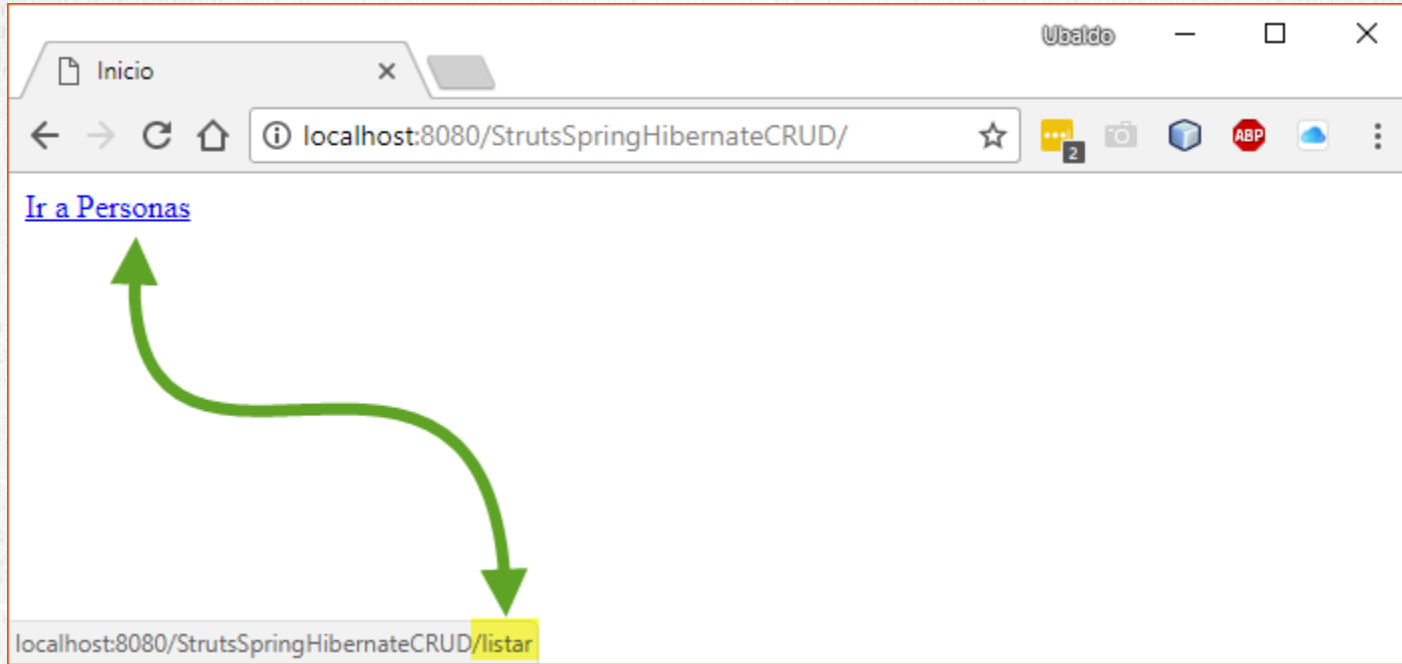 Ubaldo
Inicio
localhost:8080/StrutsSpringHibernateCRUD/
2
ABP
Ir a Personas
localhost:8080/StrutsSpringHibernateCRUD/listar